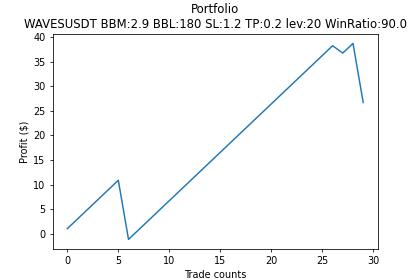 Portfolio
WAVESUSDT BBM:2.9 BBL:180 SL:1.2 TP:0.2 lev:20 WinRatio:90.0
40
35
30
25
20
15
10
5
0
Profit ($)
0 5 10 15 20 25 30
Trade counts